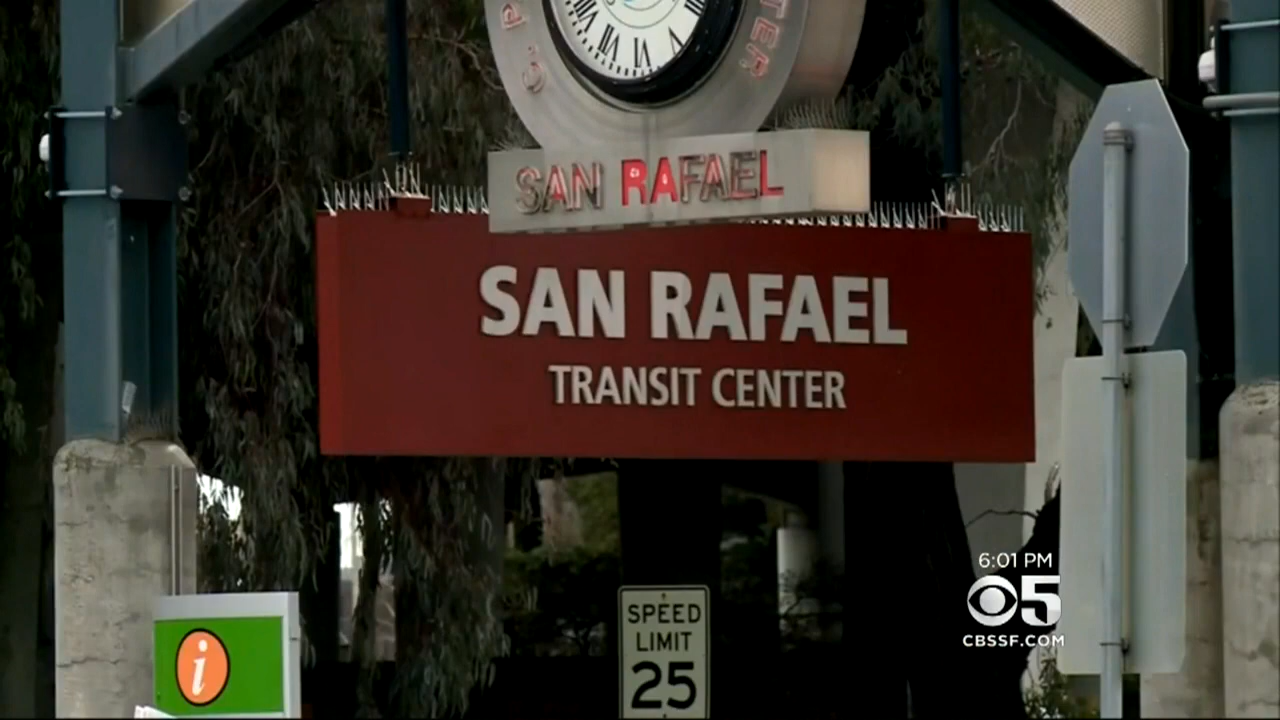 SAN RAFAEL
SAN RAFAEL
TRANSIT CENTER
SPEED
LIMIT
25
i
6:01 PM
5
CBSSF.COM